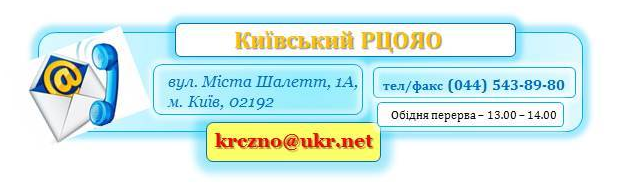 Київський РЦОЯО
вул. Міста Шалетт, 1А,
м. Київ, 02192
тел/факс (044) 543-89-80
Обідня перерва – 13.00 – 14.00
krczno@ukr.net